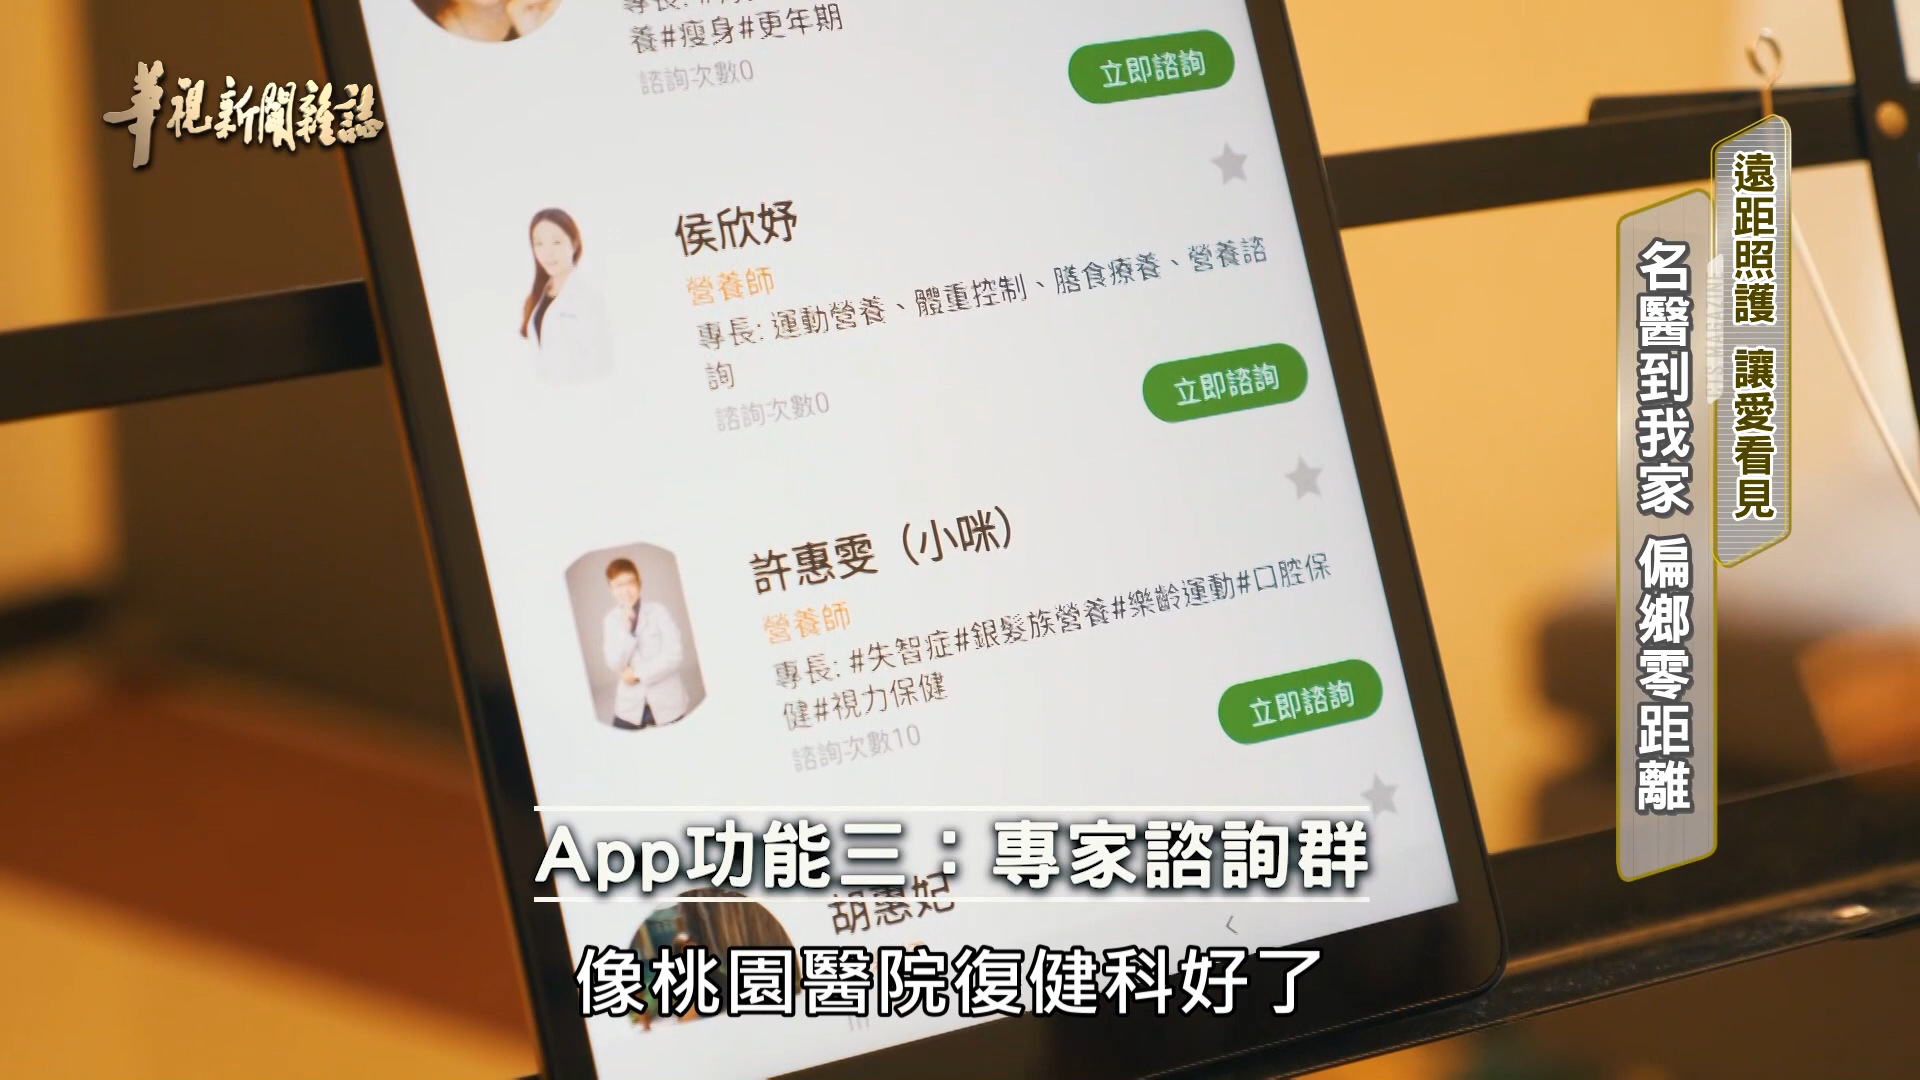 華視新聞雜誌
遠距照護 讓愛看見
名醫到我家 偏鄉零距離
養#瘦身#更年期
諮詢次數0
立即諮詢
侯欣妤
營養師
專長: 運動營養、體重控制、膳食療養、營養諮
詢
諮詢次數0
立即諮詢
許惠雯（小咪）
營養師
專長: #失智症#銀髮族營養#樂齡運動#口腔保
健#視力保健
諮詢次數10
立即諮詢
App功能三：專家諮詢群
胡惠妃
像桃園醫院復健科好了